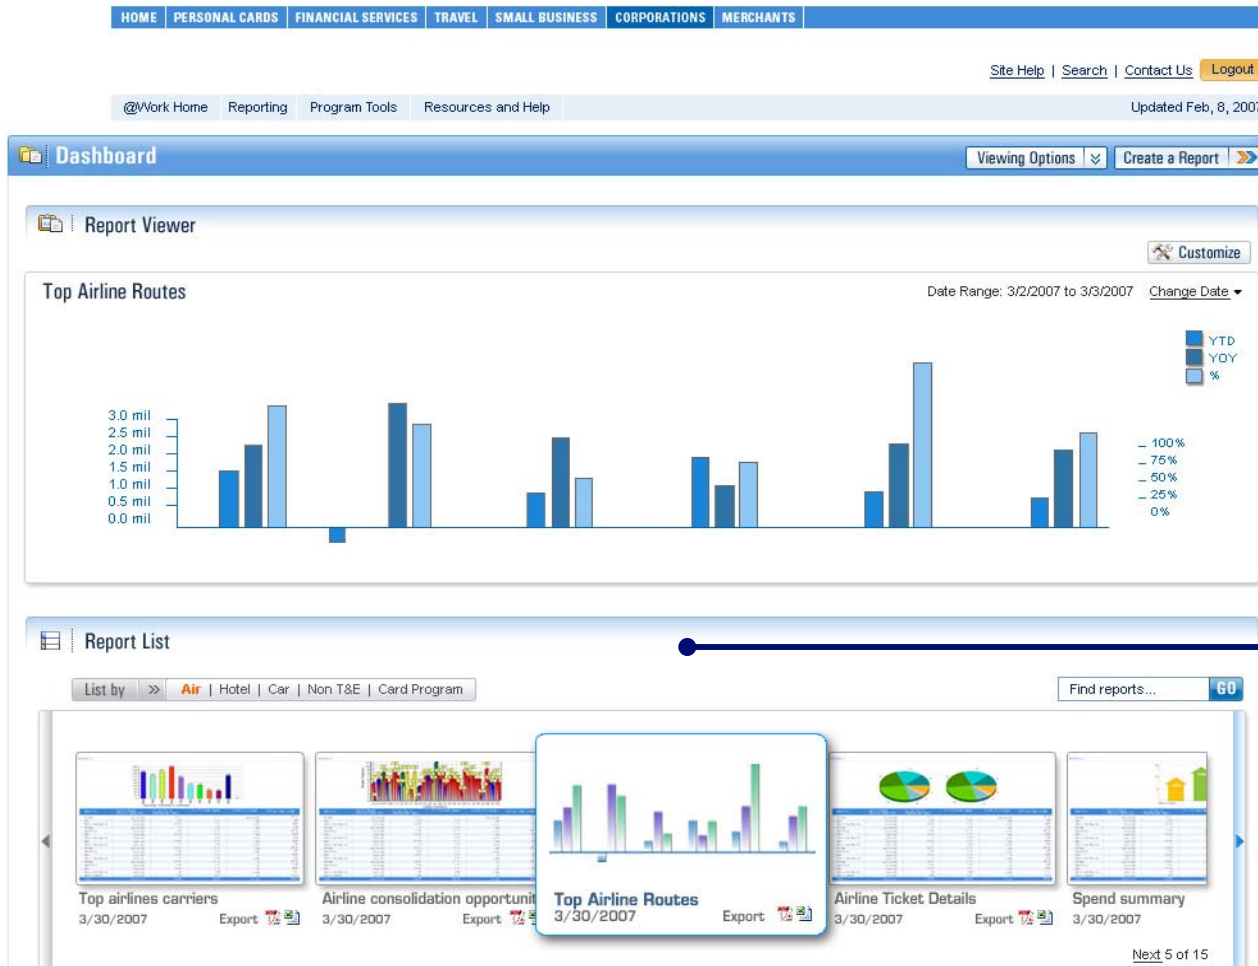 HOME PERSONAL CARDS FINANCIAL SERVICES TRAVEL SMALL BUSINESS CORPORATIONS MERCHANTS
Site Help | Search | Contact Us Logout
@Work Home Reporting Program Tools Resources and Help Updated Feb, 8, 2007
Dashboard Viewing Options Create a Report
Report Viewer
Customize
Top Airline Routes Date Range: 3/2/2007 to 3/3/2007 Change Date
YTD
YOY
%
3.0 mil
2.5 mil
2.0 mil
1.5 mil
1.0 mil
0.5 mil
0.0 mil
100%
75%
50%
25%
0%
Report List
List by » Air | Hotel | Car | Non T&E | Card Program Find reports... GO
Top airlines carriers
3/30/2007 Export
Airline consolidation opportunit
3/30/2007 Export
Top Airline Routes
3/30/2007 Export
Airline Ticket Details
3/30/2007 Export
Spend summary
3/30/2007
Next 5 of 15